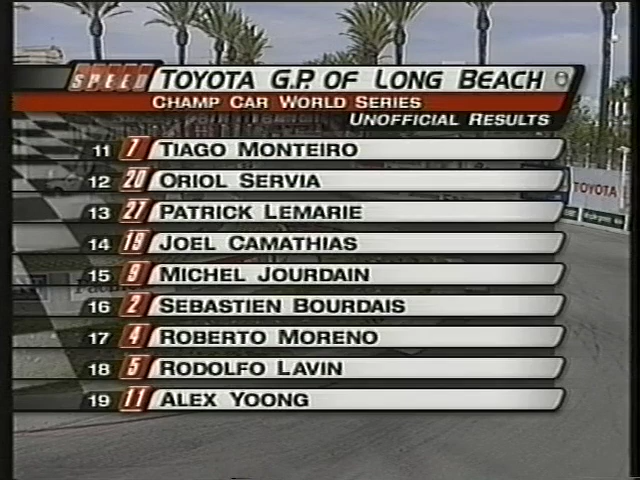 SPEED TOYOTA G.P. OF LONG BEACH
CHAMP CAR WORLD SERIES
UNOFFICIAL RESULTS
11 7 TIAGO MONTEIRO
12 20 ORIOL SERVIA
13 27 PATRICK LEMARIE
14 19 JOEL CAMATHIAS
15 9 MICHEL JOURDAIN
16 2 SEBASTIEN BOURDAIS
17 4 ROBERTO MORENO
18 5 RODOLFO LAVIN
19 11 ALEX YOONG
TOYOTA